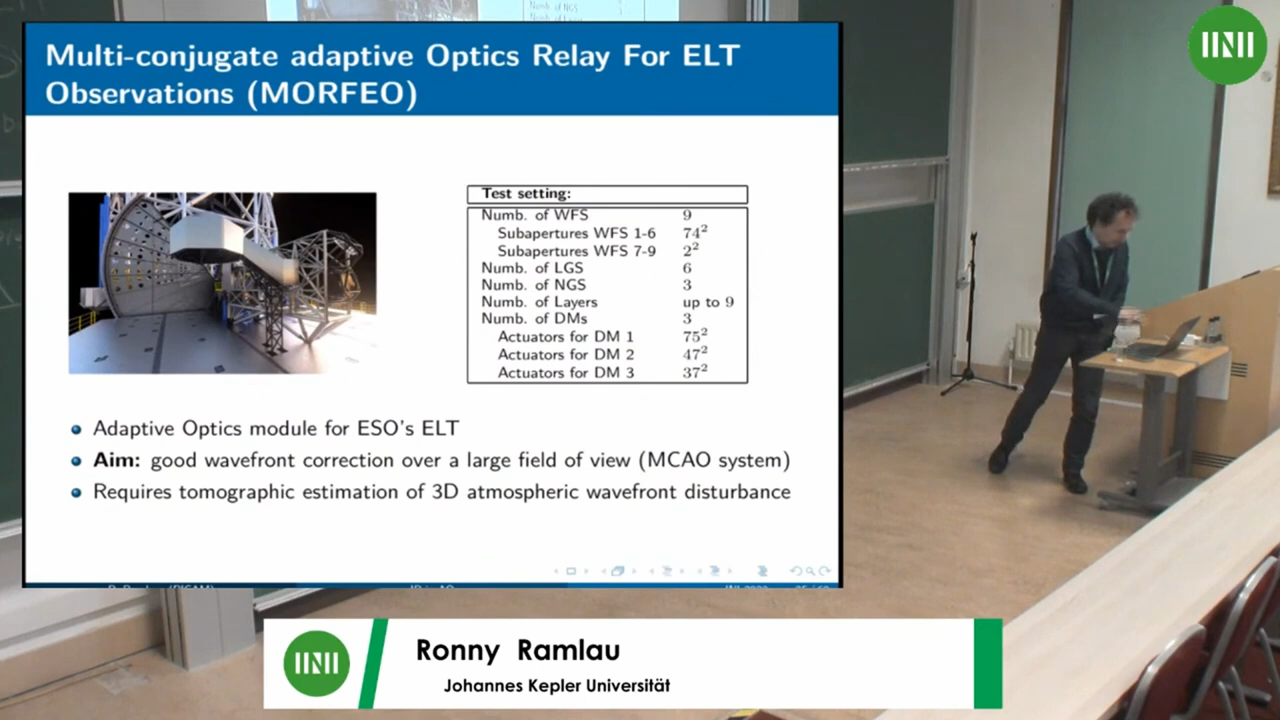 Multi-conjugate adaptive Optics Relay For ELT
Observations (MORFEO)
Test setting:
Numb. of WFS 9
Subapertures WFS 1-6 74²
Subapertures WFS 7-9 2²
Numb. of LGS 6
Numb. of NGS 3
Numb. of Layers up to 9
Numb. of DMs 3
Actuators for DM 1 75²
Actuators for DM 2 47²
Actuators for DM 3 37²
Adaptive Optics module for ESO's ELT
Aim: good wavefront correction over a large field of view (MCAO system)
Requires tomographic estimation of 3D atmospheric wavefront disturbance
Ronny Ramlau
Johannes Kepler Universität